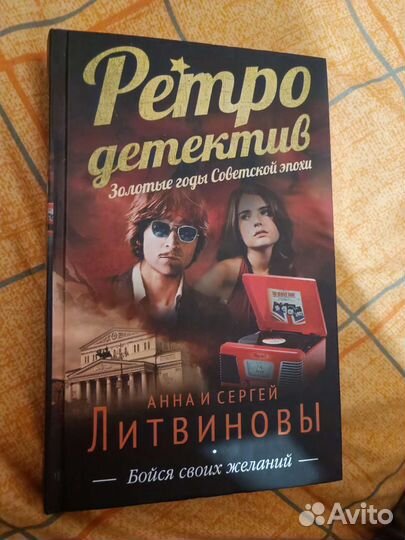 Ретро
детектив
Золотые годы Советской эпохи
АННА И СЕРГЕЙ
ЛИТВИНОВЫ
Бойся своих желаний
Avito